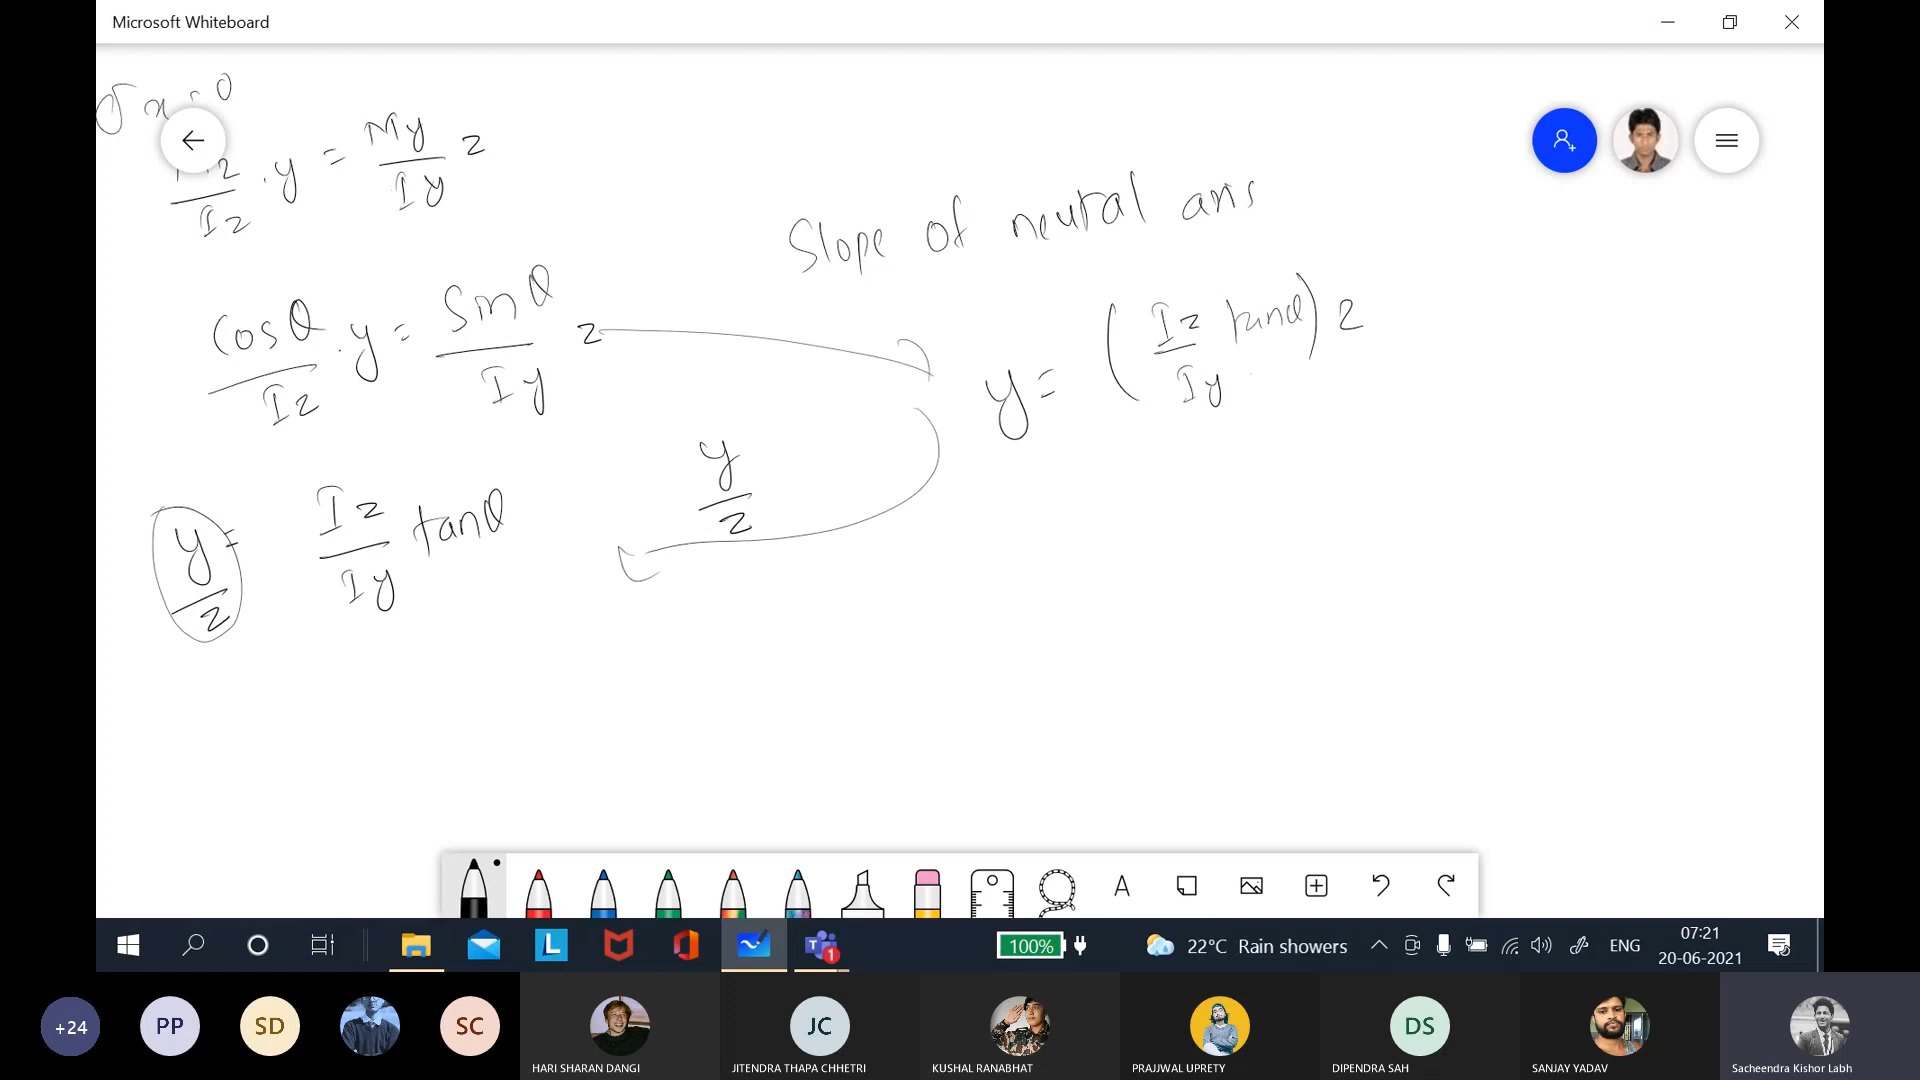 Microsoft Whiteboard
σx = 0
Mz/Iz . y = My/Iy z
Slope of neutral axis
cosθ/Iz . y = sinθ/Iy z
y = (Iz/Iy tanθ) z
y/z
y/z = Iz/Iy tanθ
A
L
1
100%
22°C Rain showers
ENG
07:21
20-06-2021
+24
PP
SD
SC
JC
DS
HARI SHARAN DANGI
JITENDRA THAPA CHHETRI
KUSHAL RANABHAT
PRAJJWAL UPRETY
DIPENDRA SAH
SANJAY YADAV
Sacheendra Kishor Labh